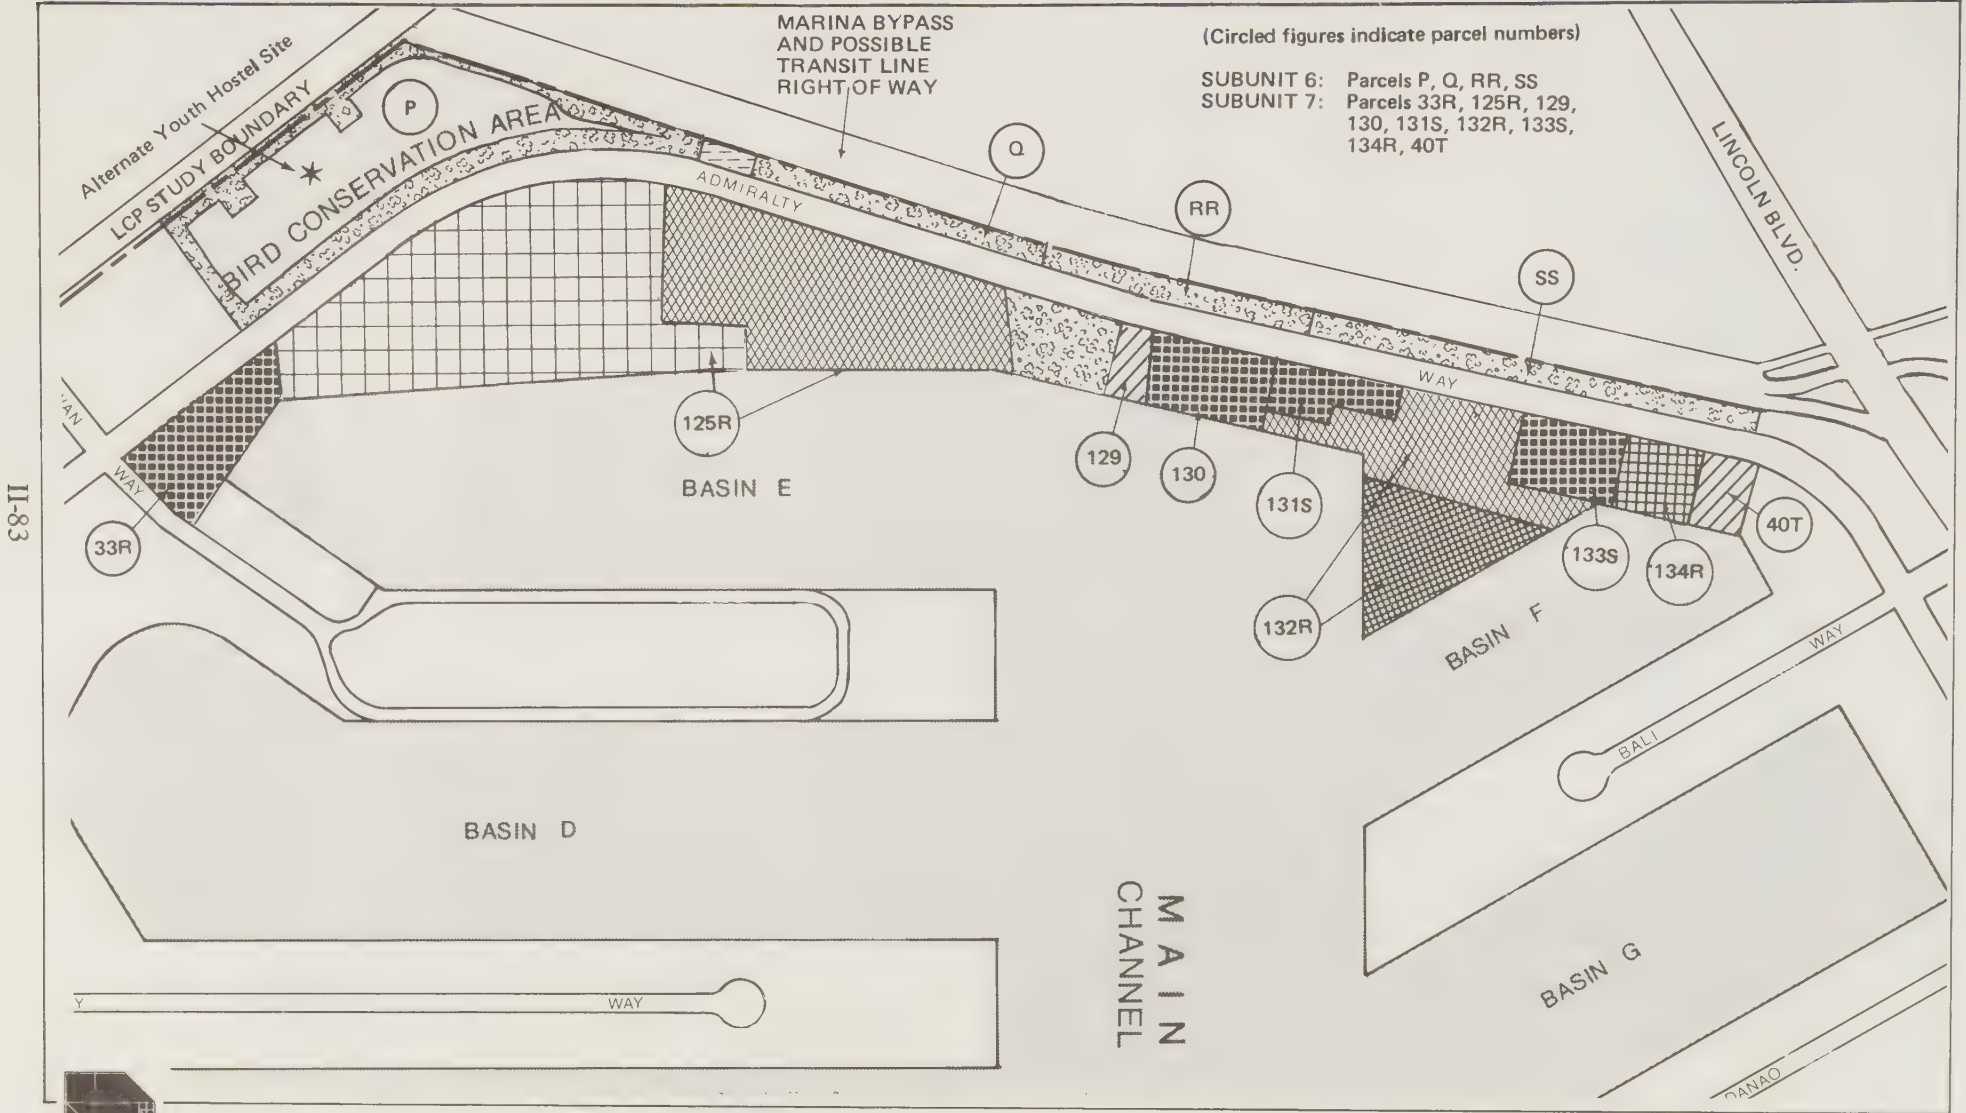 MARINA BYPASS
AND POSSIBLE
TRANSIT LINE
RIGHT OF WAY
(Circled figures indicate parcel numbers)
SUBUNIT 6: Parcels P, Q, RR, SS
SUBUNIT 7: Parcels 33R, 125R, 129,
130, 131S, 132R, 133S,
134R, 40T
Alternate Youth Hostel Site
LCP STUDY BOUNDARY
P
BIRD CONSERVATION AREA
Q
RR
SS
LINCOLN BLVD.
ADMIRALTY
WAY
WAY
33R
125R
129
130
131S
132R
133S
134R
40T
BASIN E
BASIN F
BALI
WAY
BASIN D
MAIN
CHANNEL
BASIN G
Y
WAY
DANAO
II-83